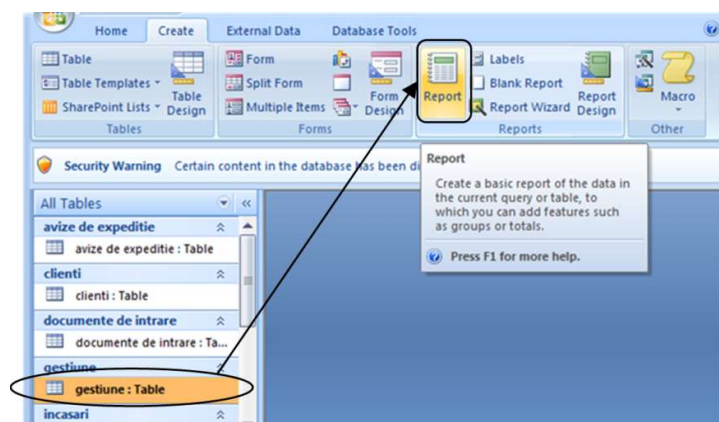 Home Create External Data Database Tools
Table
Table Templates
SharePoint Lists
Table
Design
Tables
Form
Split Form
Multiple Items
Form
Design
Forms
Report
Labels
Blank Report
Report Wizard
Report
Design
Reports
Macro
Other
Security Warning Certain content in the database has been di
Report
Create a basic report of the data in
the current query or table, to
which you can add features such
as groups or totals.
Press F1 for more help.
All Tables
avize de expeditie
avize de expeditie : Table
clienti
clienti : Table
documente de intrare
documente de intrare : Ta...
gestiune
gestiune : Table
incasari